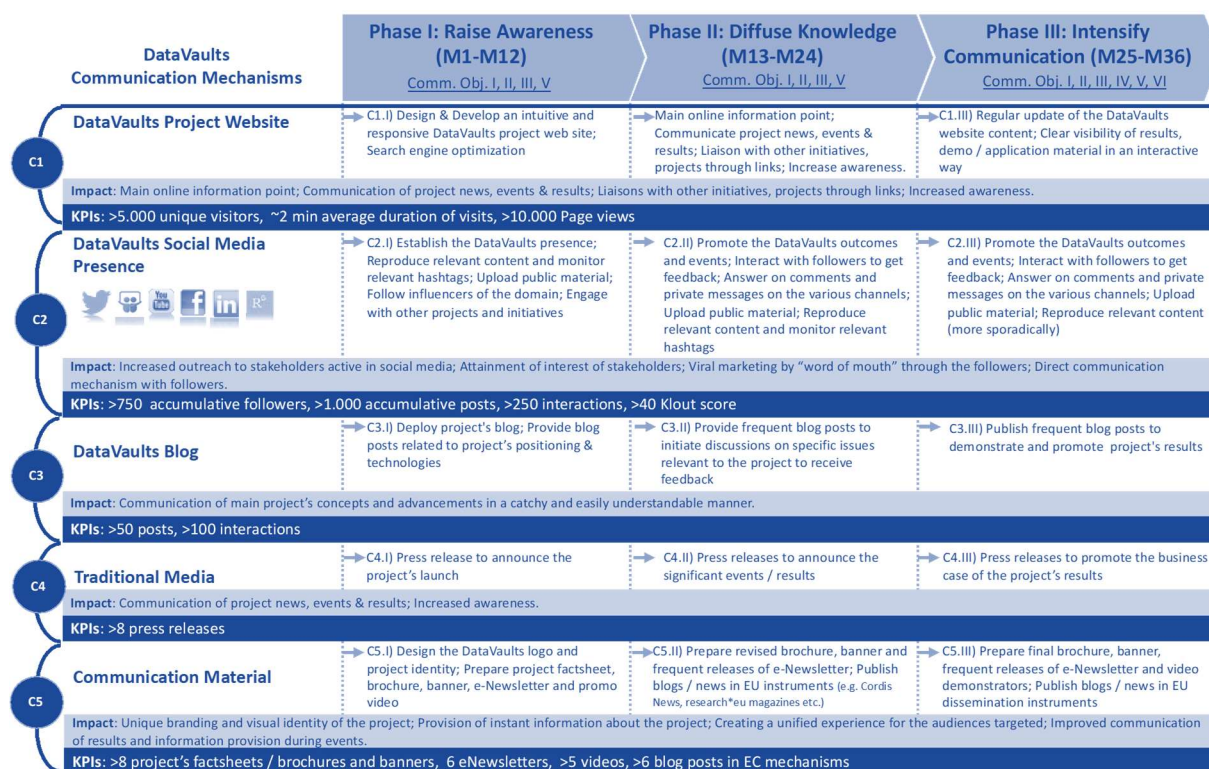 DataVaults
Communication Mechanisms
Phase I: Raise Awareness
(M1-M12)
Comm. Obj. I, II, III, V
Phase II: Diffuse Knowledge
(M13-M24)
Comm. Obj. I, II, III, V
Phase III: Intensify
Communication (M25-M36)
Comm. Obj. I, II, III, IV, V, VI
C1
DataVaults Project Website
C1.I) Design & Develop an intuitive and
responsive DataVaults project web site;
Search engine optimization
Main online information point;
Communicate project news, events &
results; Liaison with other initiatives,
projects through links; Increase awareness.
C1.III) Regular update of the DataVaults
website content; Clear visibility of results,
demo / application material in an interactive
way
Impact: Main online information point; Communication of project news, events & results; Liaisons with other initiatives, projects through links; Increased awareness.
KPIs: >5.000 unique visitors, ~2 min average duration of visits, >10.000 Page views
C2
DataVaults Social Media
Presence
You
Tube
f
in
R⁶
C2.I) Establish the DataVaults presence;
Reproduce relevant content and monitor
relevant hashtags; Upload public material;
Follow influencers of the domain; Engage
with other projects and initiatives
C2.II) Promote the DataVaults outcomes
and events; Interact with followers to get
feedback; Answer on comments and
private messages on the various channels;
Upload public material; Reproduce
relevant content and monitor relevant
hashtags
C2.III) Promote the DataVaults outcomes
and events; Interact with followers to get
feedback; Answer on comments and private
messages on the various channels; Upload
public material; Reproduce relevant content
(more sporadically)
Impact: Increased outreach to stakeholders active in social media; Attainment of interest of stakeholders; Viral marketing by “word of mouth” through the followers; Direct communication
mechanism with followers.
KPIs: >750 accumulative followers, >1.000 accumulative posts, >250 interactions, >40 Klout score
C3
DataVaults Blog
C3.I) Deploy project's blog; Provide blog
posts related to project’s positioning &
technologies
C3.II) Provide frequent blog posts to
initiate discussions on specific issues
relevant to the project to receive
feedback
C3.III) Publish frequent blog posts to
demonstrate and promote project's results
Impact: Communication of main project’s concepts and advancements in a catchy and easily understandable manner.
KPIs: >50 posts, >100 interactions
C4
Traditional Media
C4.I) Press release to announce the
project’s launch
C4.II) Press releases to announce the
significant events / results
C4.III) Press releases to promote the business
case of the project’s results
Impact: Communication of project news, events & results; Increased awareness.
KPIs: >8 press releases
C5
Communication Material
C5.I) Design the DataVaults logo and
project identity; Prepare project factsheet,
brochure, banner, e-Newsletter and promo
video
C5.II) Prepare revised brochure, banner and
frequent releases of e-Newsletter; Publish
blogs / news in EU instruments (e.g. Cordis
News, research*eu magazines etc.)
C5.III) Prepare final brochure, banner,
frequent releases of e-Newsletter and video
demonstrators; Publish blogs / news in EU
dissemination instruments
Impact: Unique branding and visual identity of the project; Provision of instant information about the project; Creating a unified experience for the audiences targeted; Improved communication
of results and information provision during events.
KPIs: >8 project’s factsheets / brochures and banners, 6 eNewsletters, >5 videos, >6 blog posts in EC mechanisms